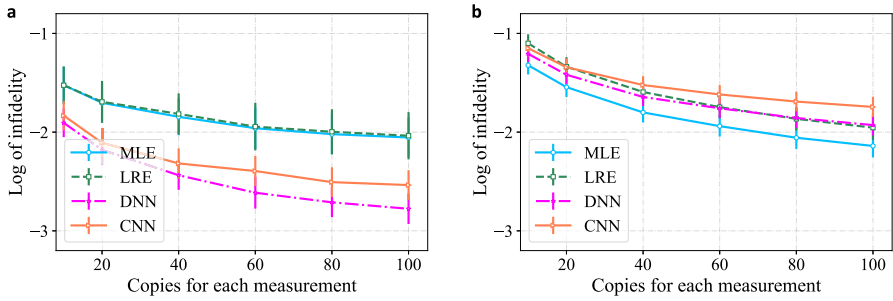 a
−1
−2
−3
Log of infidelity
MLE
LRE
DNN
CNN
20 40 60 80 100
Copies for each measurement
b
−1
−2
−3
Log of infidelity
MLE
LRE
DNN
CNN
20 40 60 80 100
Copies for each measurement